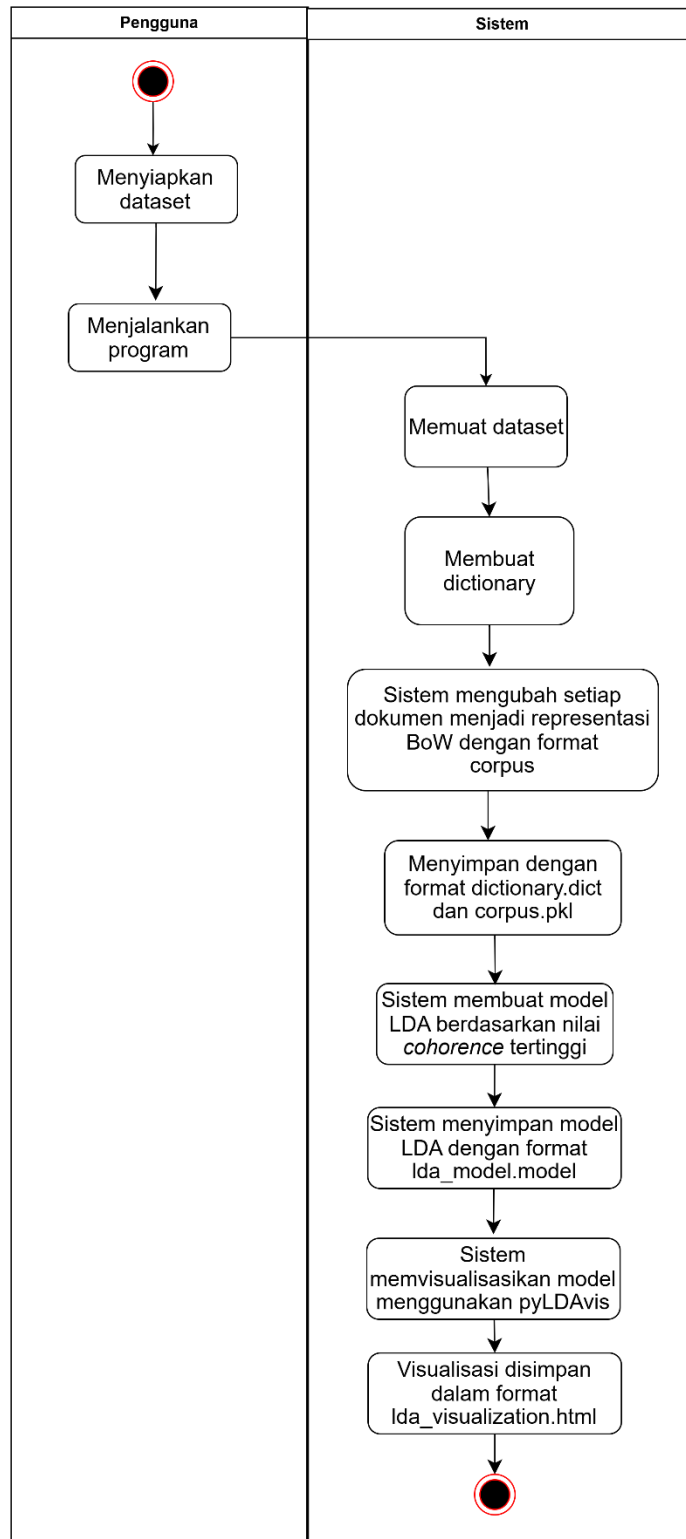 Pengguna
Sistem
Menyiapkan
dataset
Menjalankan
program
Memuat dataset
Membuat
dictionary
Sistem mengubah setiap
dokumen menjadi representasi
BoW dengan format
corpus
Menyimpan dengan
format dictionary.dict
dan corpus.pkl
Sistem membuat model
LDA berdasarkan nilai
cohorence tertinggi
Sistem menyimpan model
LDA dengan format
lda_model.model
Sistem
memvisualisasikan model
menggunakan pyLDAvis
Visualisasi disimpan
dalam format
lda_visualization.html